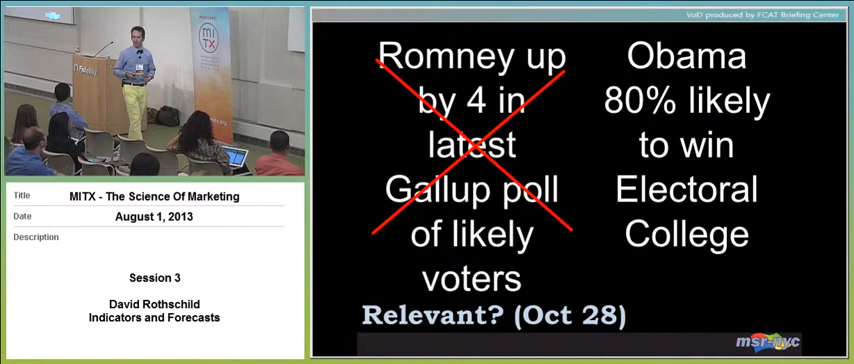 VoD produced by FCAT Briefing Center
MITX
Fidelity
Romney up
by 4 in
latest
Gallup poll
of likely
voters
Obama
80% likely
to win
Electoral
College
Relevant? (Oct 28)
msr-nyc
Title
MITX - The Science Of Marketing
Date
August 1, 2013
Description
Session 3
David Rothschild
Indicators and Forecasts